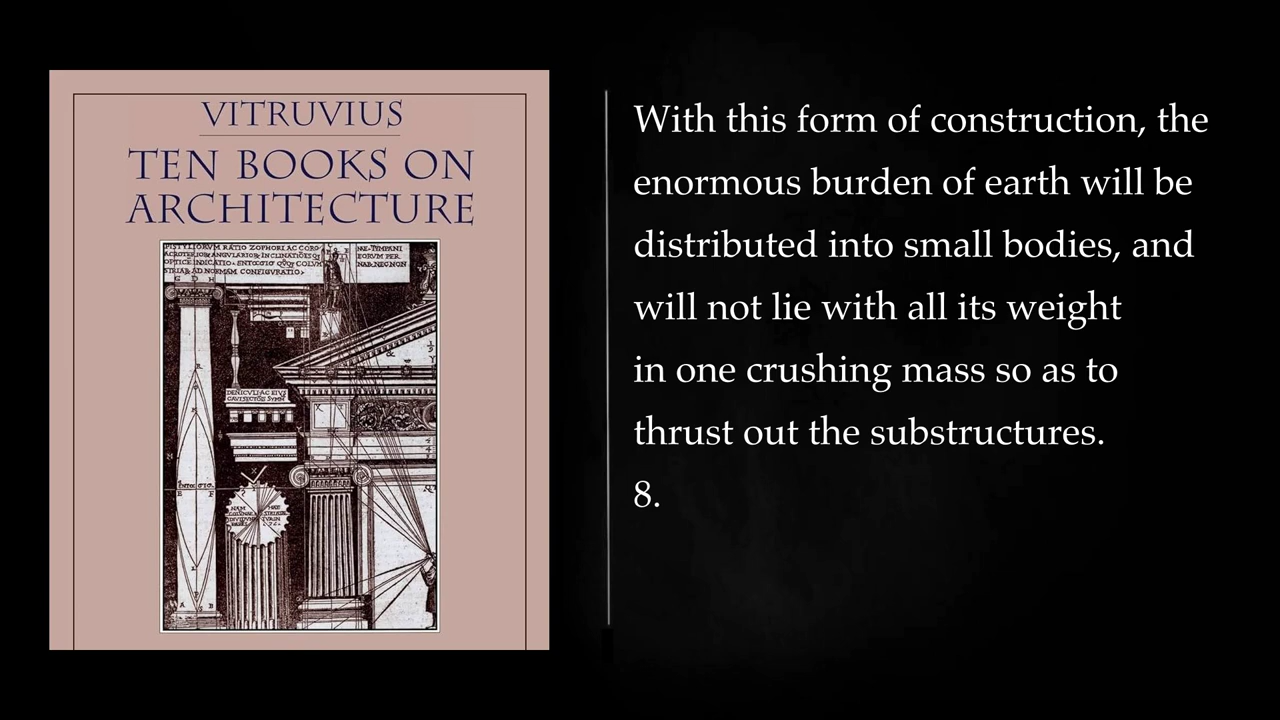 VITRUVIUS
TEN BOOKS ON
ARCHITECTURE
With this form of construction, the
enormous burden of earth will be
distributed into small bodies, and
will not lie with all its weight
in one crushing mass so as to
thrust out the substructures.
8.